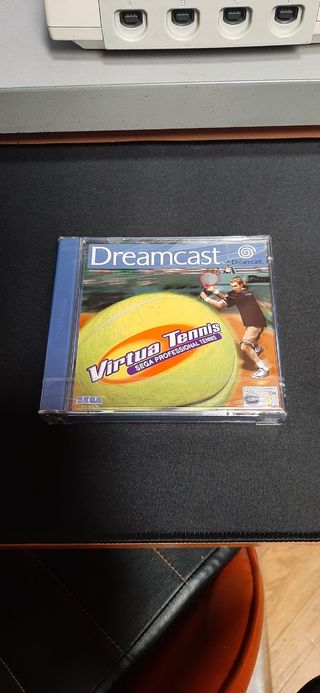 Dreamcast
Dreamcast
Virtua Tennis
SEGA PROFESSIONAL TENNIS
SEGA